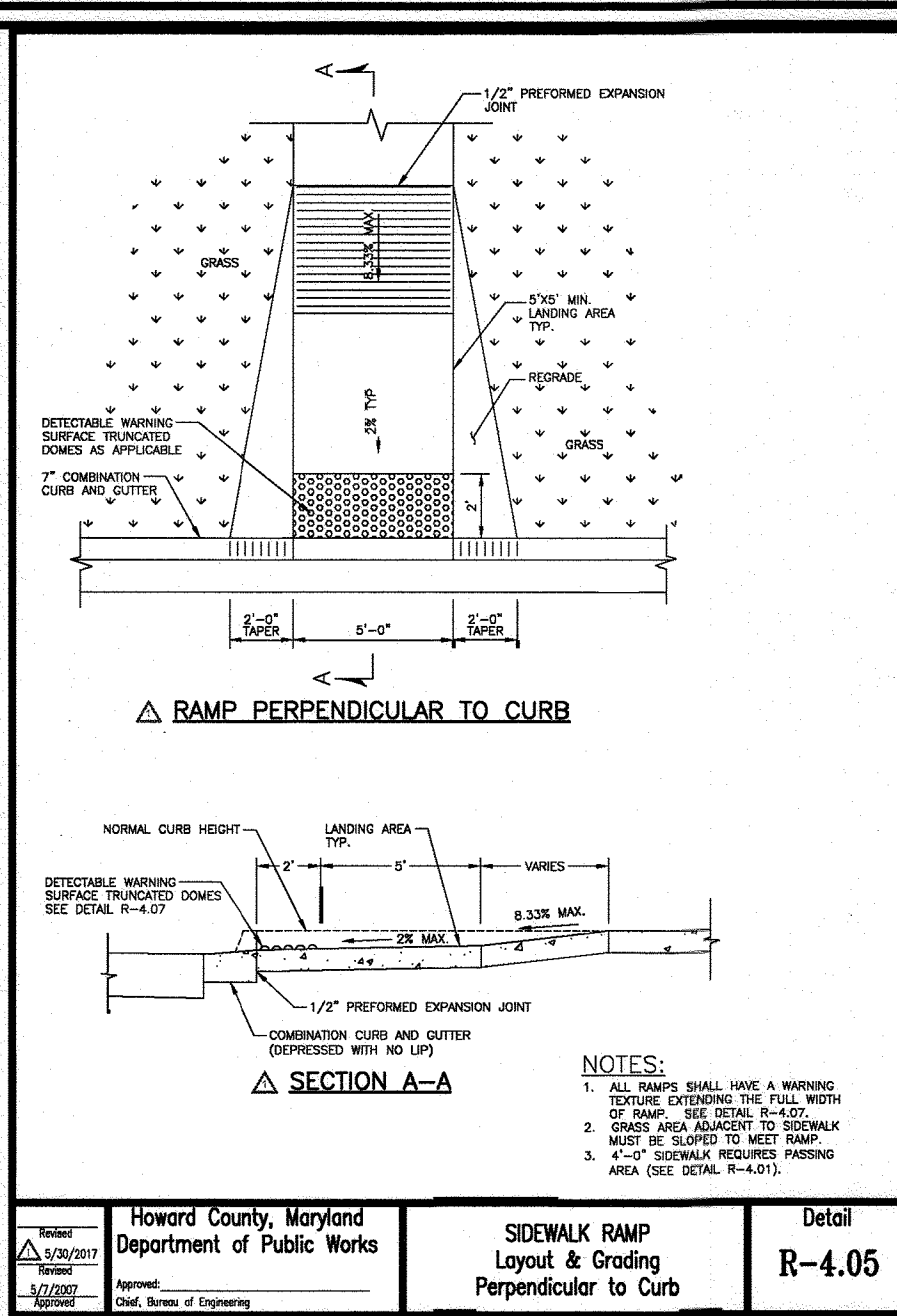 A
1/2" PREFORMED EXPANSION
JOINT
8.33% MAX
GRASS
5'X5' MIN.
LANDING AREA
TYP.
REGRADE
2% TYP
DETECTABLE WARNING
SURFACE TRUNCATED
DOMES AS APPLICABLE
GRASS
7" COMBINATION
CURB AND GUTTER
2'
2'-0"
TAPER
5'-0"
2'-0"
TAPER
A
1 RAMP PERPENDICULAR TO CURB
NORMAL CURB HEIGHT
LANDING AREA
TYP.
2'
5'
VARIES
DETECTABLE WARNING
SURFACE TRUNCATED DOMES
SEE DETAIL R-4.07
8.33% MAX.
2% MAX.
1/2" PREFORMED EXPANSION JOINT
COMBINATION CURB AND GUTTER
(DEPRESSED WITH NO LIP)
1 SECTION A-A
NOTES:
1. ALL RAMPS SHALL HAVE A WARNING
TEXTURE EXTENDING THE FULL WIDTH
OF RAMP. SEE DETAIL R-4.07.
2. GRASS AREA ADJACENT TO SIDEWALK
MUST BE SLOPED TO MEET RAMP.
3. 4'-0" SIDEWALK REQUIRES PASSING
AREA (SEE DETAIL R-4.01).
Revised
1 5/30/2017
Revised
5/7/2007
Approved
Howard County, Maryland
Department of Public Works
Approved:
Chief, Bureau of Engineering
SIDEWALK RAMP
Layout & Grading
Perpendicular to Curb
Detail
R-4.05